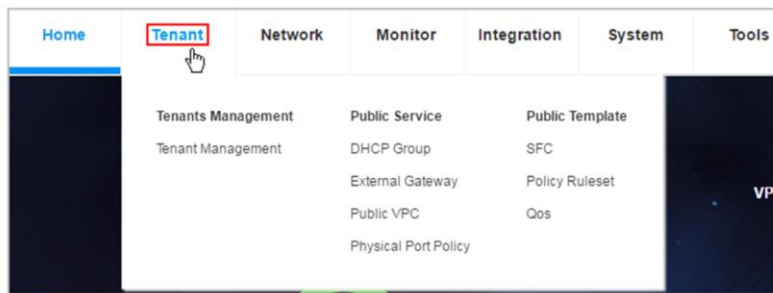 Home Tenant Network Monitor Integration System Tools
Tenants Management Public Service Public Template
Tenant Management DHCP Group SFC
External Gateway Policy Ruleset
Public VPC Qos
Physical Port Policy
VP